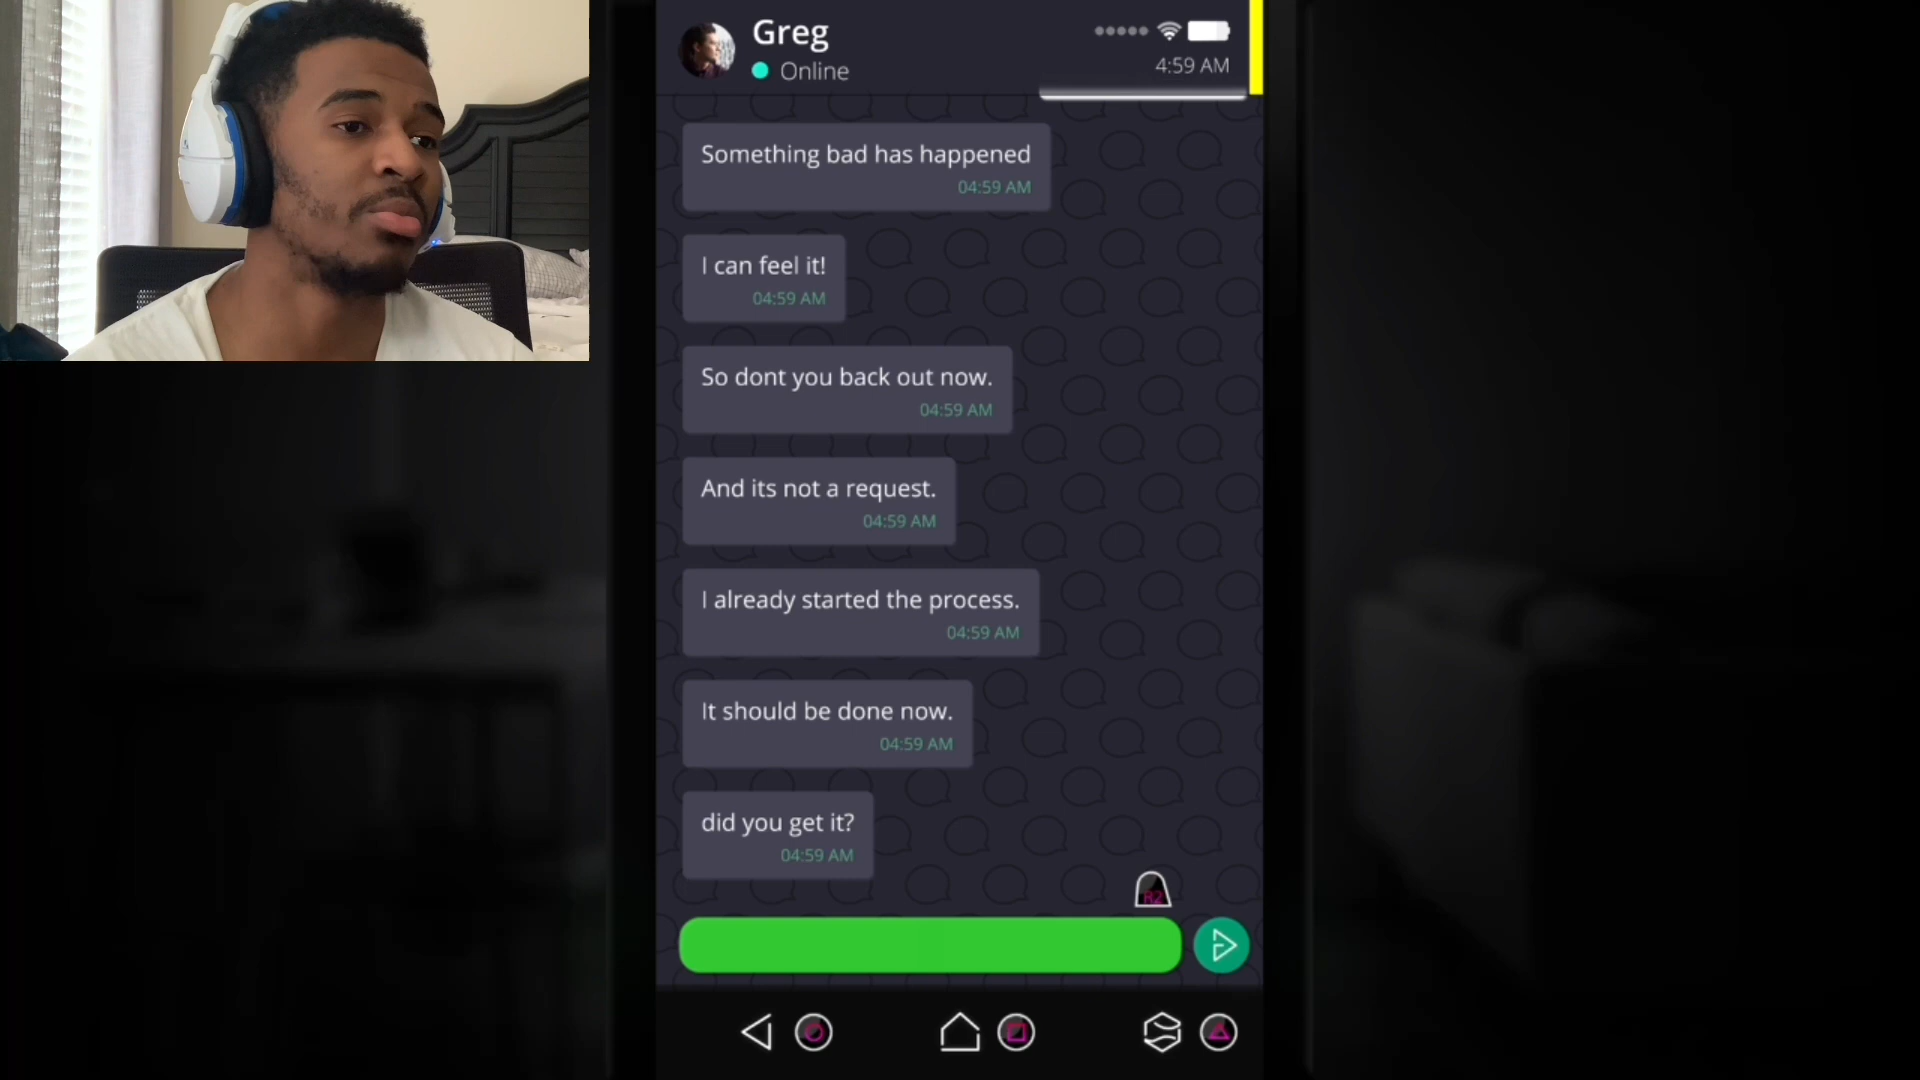 Greg
Online
4:59 AM
Something bad has happened
04:59 AM
I can feel it!
04:59 AM
So dont you back out now.
04:59 AM
And its not a request.
04:59 AM
I already started the process.
04:59 AM
It should be done now.
04:59 AM
did you get it?
04:59 AM
R2